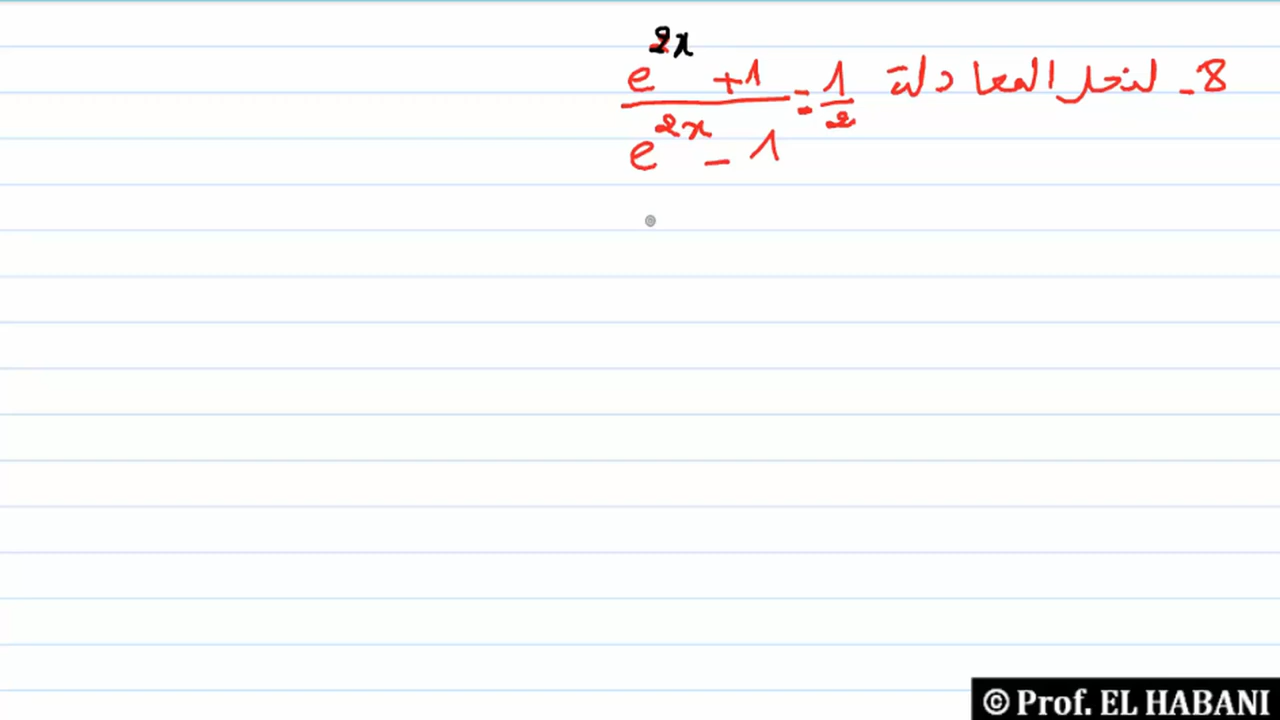 8- لنحل المعادلة (e^{2x} + 1)/(e^{2x} - 1) = 1/2
© Prof. EL HABANI